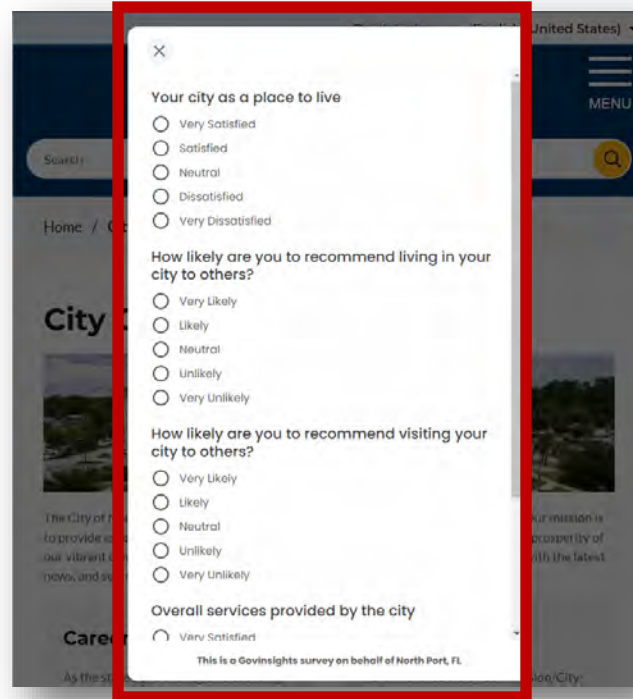 United States)
MENU
Your city as a place to live
Very Satisfied
Satisfied
Neutral
Dissatisfied
Very Dissatisfied
Search
Home /
How likely are you to recommend living in your
city to others?
Very Likely
Likely
Neutral
Unlikely
Very Unlikely
City
How likely are you to recommend visiting your
city to others?
Very Likely
Likely
Neutral
Unlikely
Very Unlikely
The City of
our mission is
to provide
prosperity of
our vibrant
with the latest
news, and
Overall services provided by the city
Very Satisfied
Career
This is a GovInsights survey on behalf of North Port, FL
As the